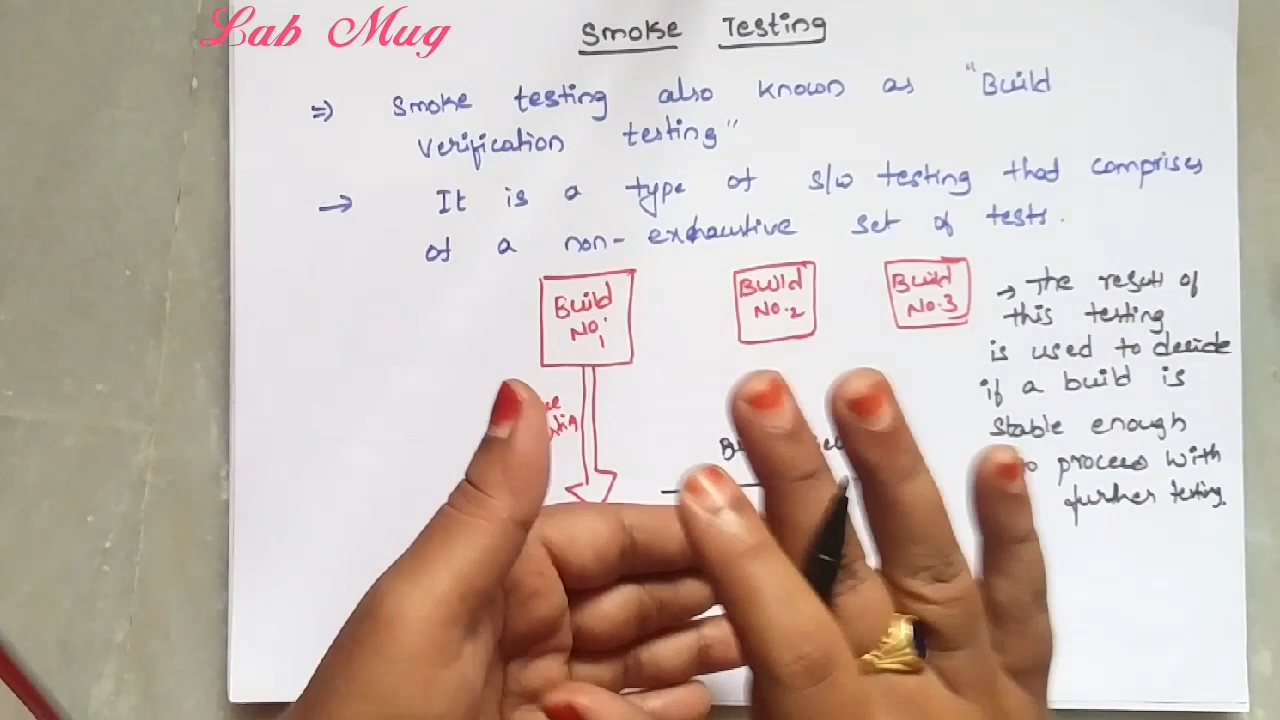 Lab Mug
Smoke Testing
=> Smoke testing also known as "Build
verification testing"
→ It is a type of s/w testing that comprises
of a non-exhaustive set of tests.
Build
No.
1
Build
No.2
Build
No.3
→ The result of
this testing
is used to decide
if a build is
stable enough
process with
further testing